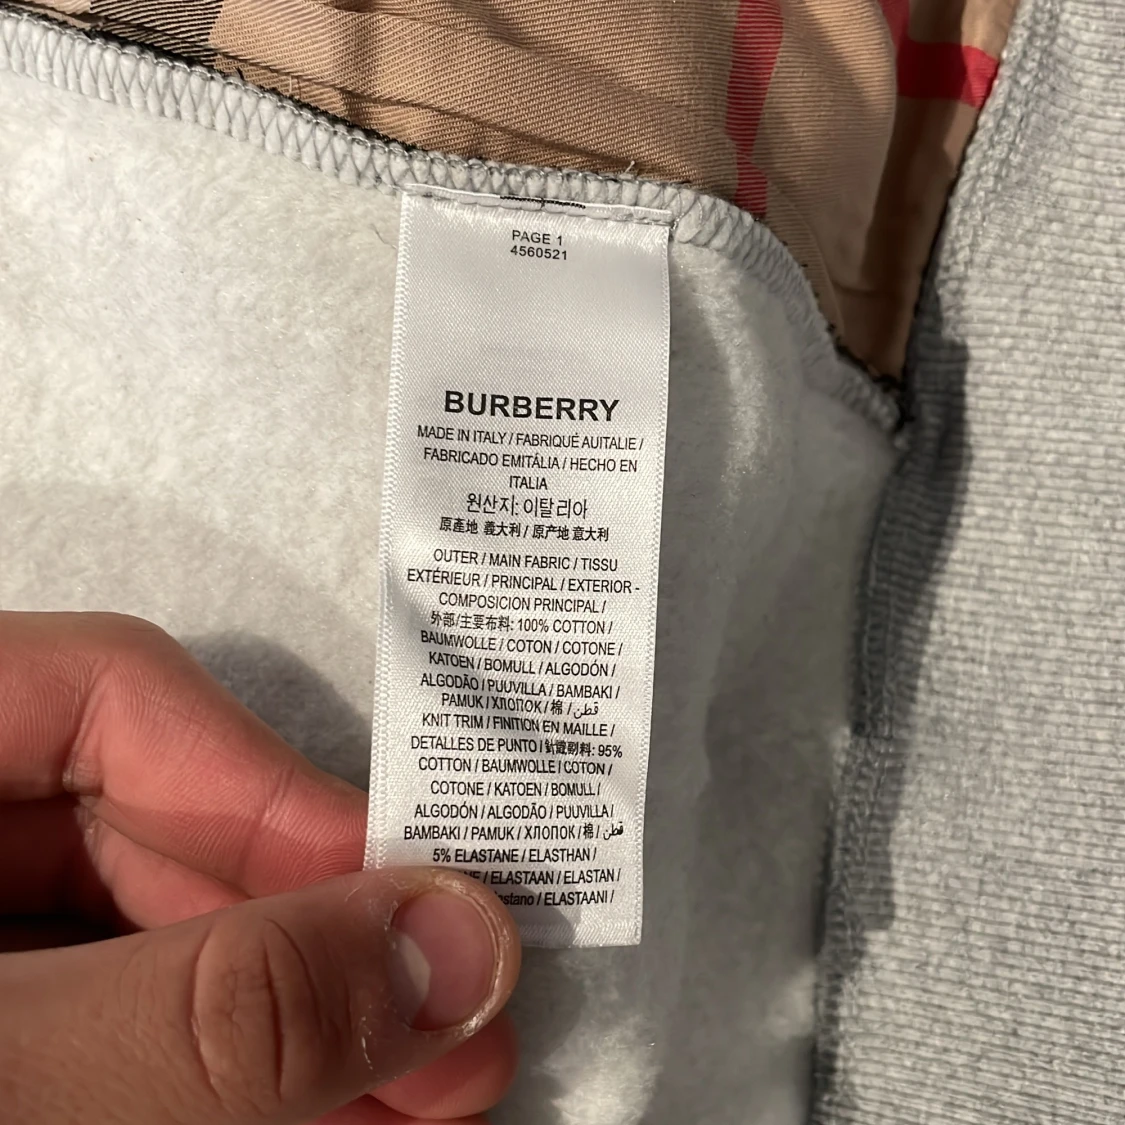 PAGE 1
4560521
BURBERRY
MADE IN ITALY / FABRIQUÉ AUITALIE /
FABRICADO EMITÁLIA / HECHO EN
ITALIA
원산지: 이탈리아
原產地 義大利 / 原产地 意大利
OUTER / MAIN FABRIC / TISSU
EXTÉRIEUR / PRINCIPAL / EXTERIOR -
COMPOSICION PRINCIPAL /
外部/主要布料: 100% COTTON /
BAUMWOLLE / COTON / COTONE /
KATOEN / BOMULL / ALGODÓN /
ALGODÃO / PUUVILLA / BAMBAKI /
PAMUK / ХЛОПОК / 棉 / قطن
KNIT TRIM / FINITION EN MAILLE /
DETALLES DE PUNTO / 料: 95%
COTTON / BAUMWOLLE / COTON /
COTONE / KATOEN / BOMULL /
ALGODÓN / ALGODÃO / PUUVILLA /
BAMBAKI / PAMUK / ХЛОПОК / 棉 / قطن
5% ELASTANE / ELASTHAN /
/ ELASTAAN / ELASTAN /
/ ELASTAANI /